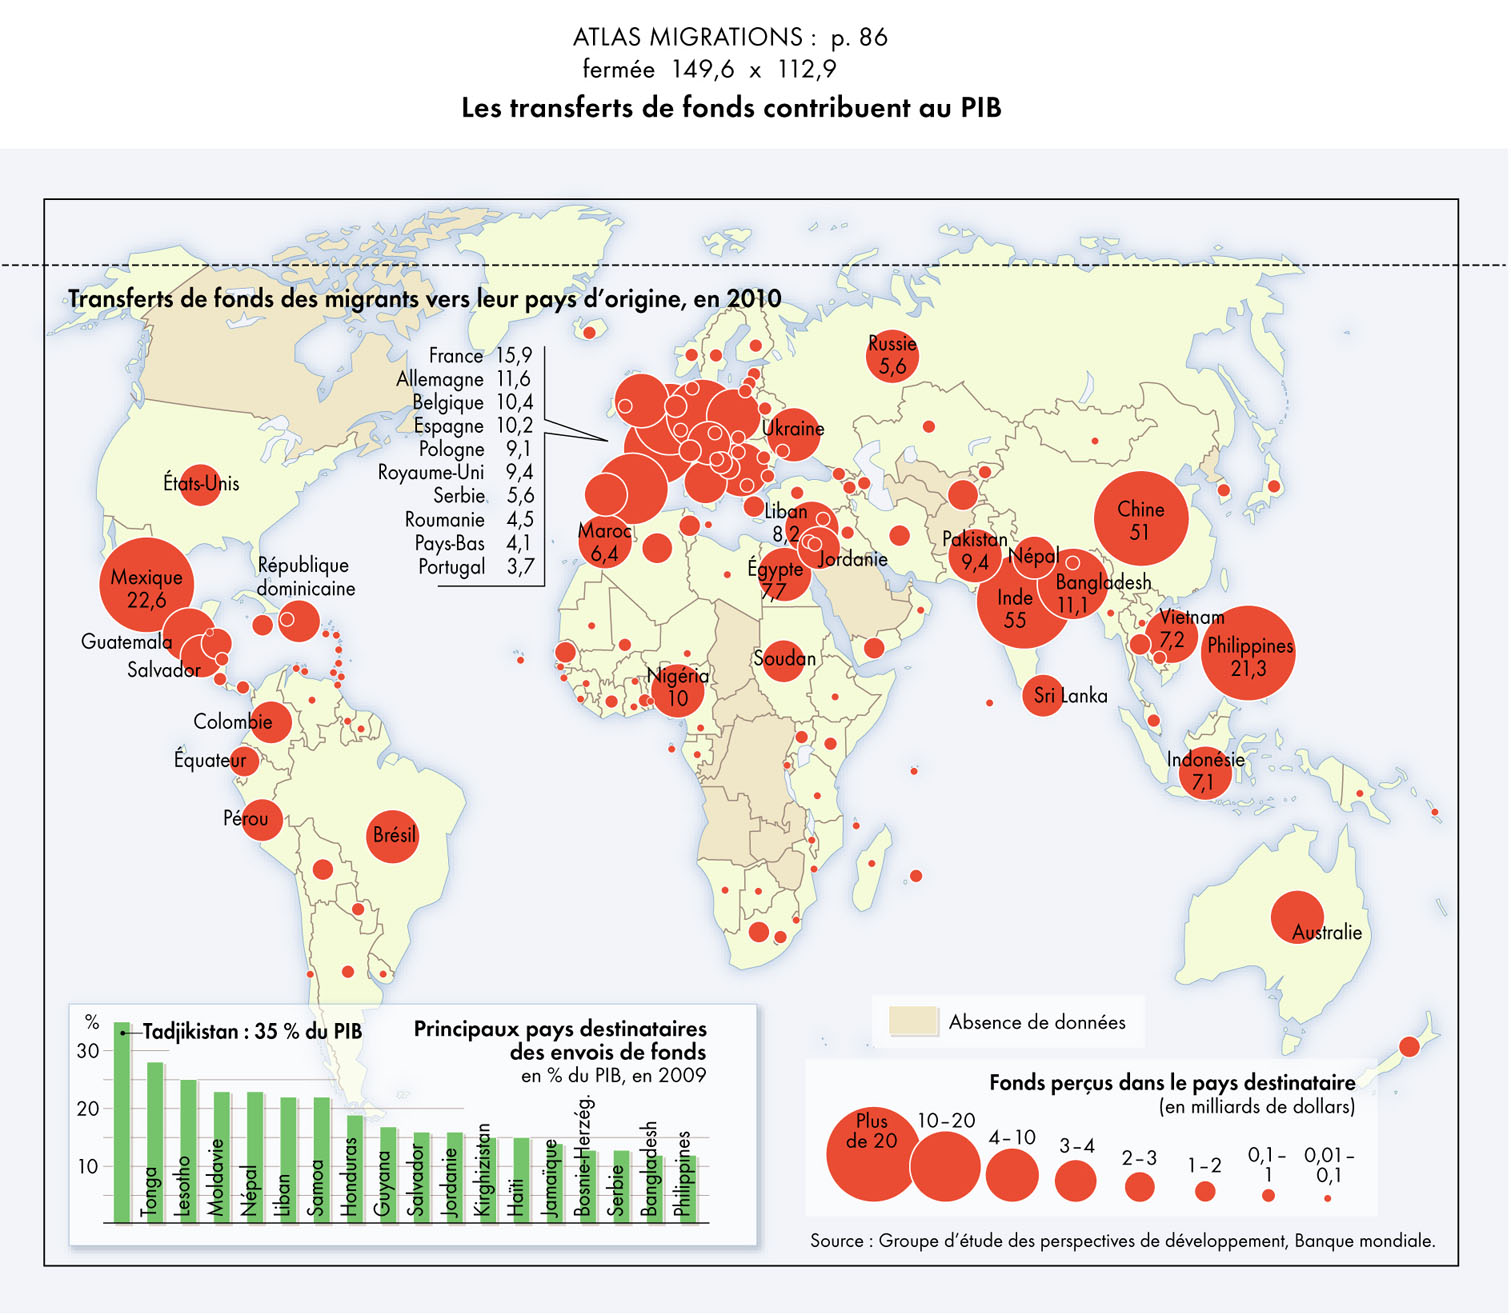 ATLAS MIGRATIONS : p. 86
fermée 149,6 x 112,9
Les transferts de fonds contribuent au PIB
Transferts de fonds des migrants vers leur pays d’origine, en 2010
France 15,9
Allemagne 11,6
Belgique 10,4
Espagne 10,2
Pologne 9,1
Royaume-Uni 9,4
Serbie 5,6
Roumanie 4,5
Pays-Bas 4,1
Portugal 3,7
Russie
5,6
Ukraine
États-Unis
Mexique
22,6
République
dominicaine
Guatemala
Salvador
Colombie
Équateur
Pérou
Brésil
Maroc
6,4
Liban
8,2
Jordanie
Égypte
7,7
Soudan
Nigéria
10
Pakistan
9,4
Népal
Inde
55
Bangladesh
11,1
Chine
51
Vietnam
7,2
Philippines
21,3
Sri Lanka
Indonésie
7,1
Australie
%
30
20
10
Tadjikistan : 35 % du PIB
Principaux pays destinataires
des envois de fonds
en % du PIB, en 2009
Tonga
Lesotho
Moldavie
Népal
Liban
Samoa
Honduras
Guyana
Salvador
Jordanie
Kirghizistan
Haïti
Jamaïque
Bosnie-Herzég.
Serbie
Bangladesh
Philippines
Absence de données
Fonds perçus dans le pays destinataire
(en milliards de dollars)
Plus
de 20
10–20
4–10
3–4
2–3
1–2
0,1–
1
0,01–
0,1
Source : Groupe d’étude des perspectives de développement, Banque mondiale.